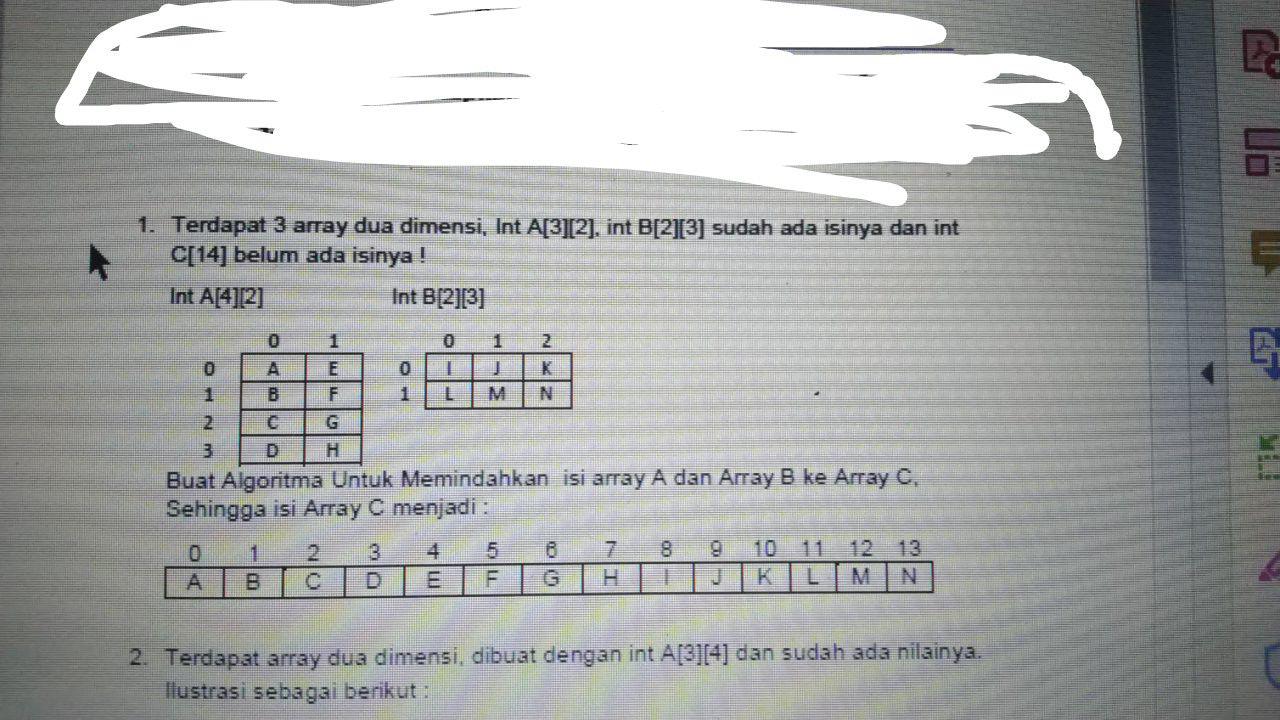 1. Terdapat 3 array dua dimensi, Int A[3][2], int B[2][3] sudah ada isinya dan int
C[14] belum ada isinya !
Int A[4][2] Int B[2][3]
0 1 0 1 2
0 A E 0 I J K
1 B F 1 L M N
2 C G
3 D H
Buat Algoritma Untuk Memindahkan isi array A dan Array B ke Array C,
Sehingga isi Array C menjadi :
0 1 2 3 4 5 6 7 8 9 10 11 12 13
A B C D E F G H I J K L M N
2. Terdapat array dua dimensi, dibuat dengan int A[3][4] dan sudah ada nilainya.
Ilustrasi sebagai berikut :